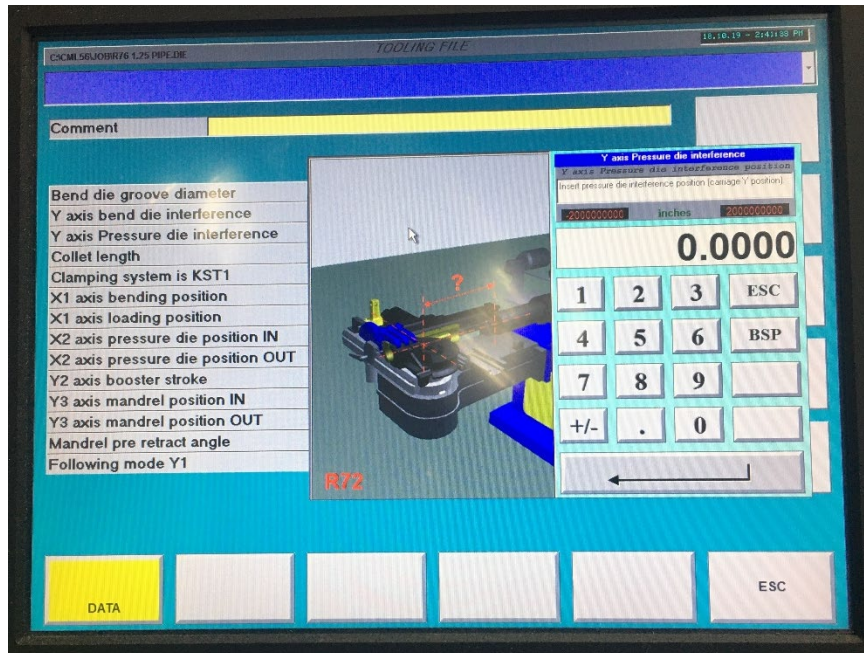 TOOLING FILE
18.10.19 - 2:41:33 PM
C5CML56\JOB\R76 1.25 PIPE.DIE
Comment
Bend die groove diameter
Y axis bend die interference
Y axis Pressure die interference
Collet length
Clamping system is KST1
X1 axis bending position
X1 axis loading position
X2 axis pressure die position IN
X2 axis pressure die position OUT
Y2 axis booster stroke
Y3 axis mandrel position IN
Y3 axis mandrel position OUT
Mandrel pre retract angle
Following mode Y1
?
R72
Y axis Pressure die interference
Y axis Pressure die interference position
Insert pressure die interference position (carriage Y position).
-2000000000 inches 2000000000
0.0000
1 2 3 ESC
4 5 6 BSP
7 8 9
+/- . 0
DATA
ESC